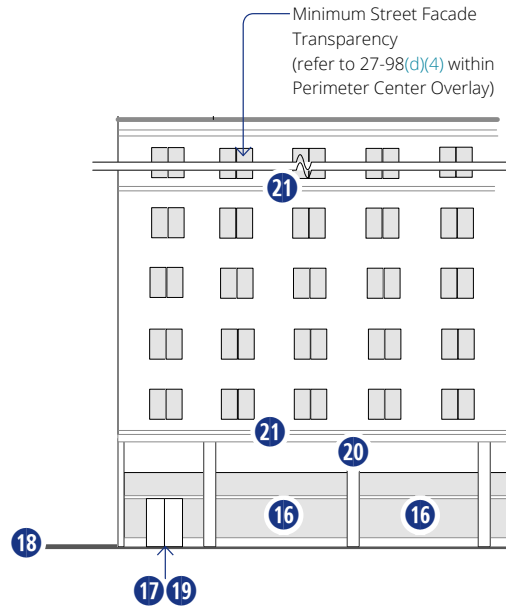 Minimum Street Facade
Transparency
(refer to 27-98(d)(4) within
Perimeter Center Overlay)
21
21
20
16 16
18
17 19